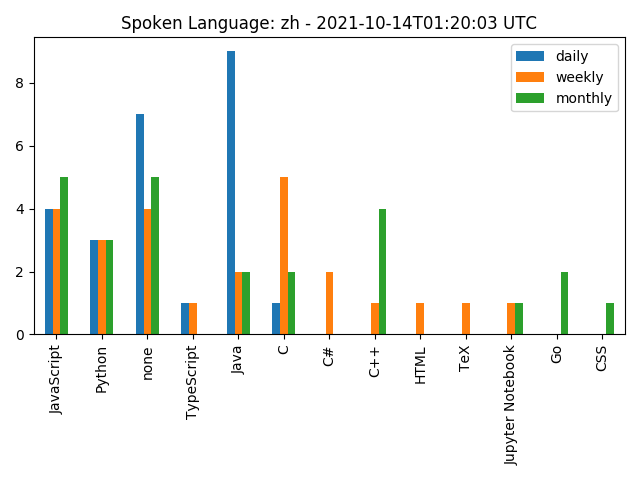 Spoken Language: zh - 2021-10-14T01:20:03 UTC
daily
weekly
monthly
8
6
4
2
0
JavaScript
Python
none
TypeScript
Java
C
C#
C++
HTML
TeX
Jupyter Notebook
Go
CSS